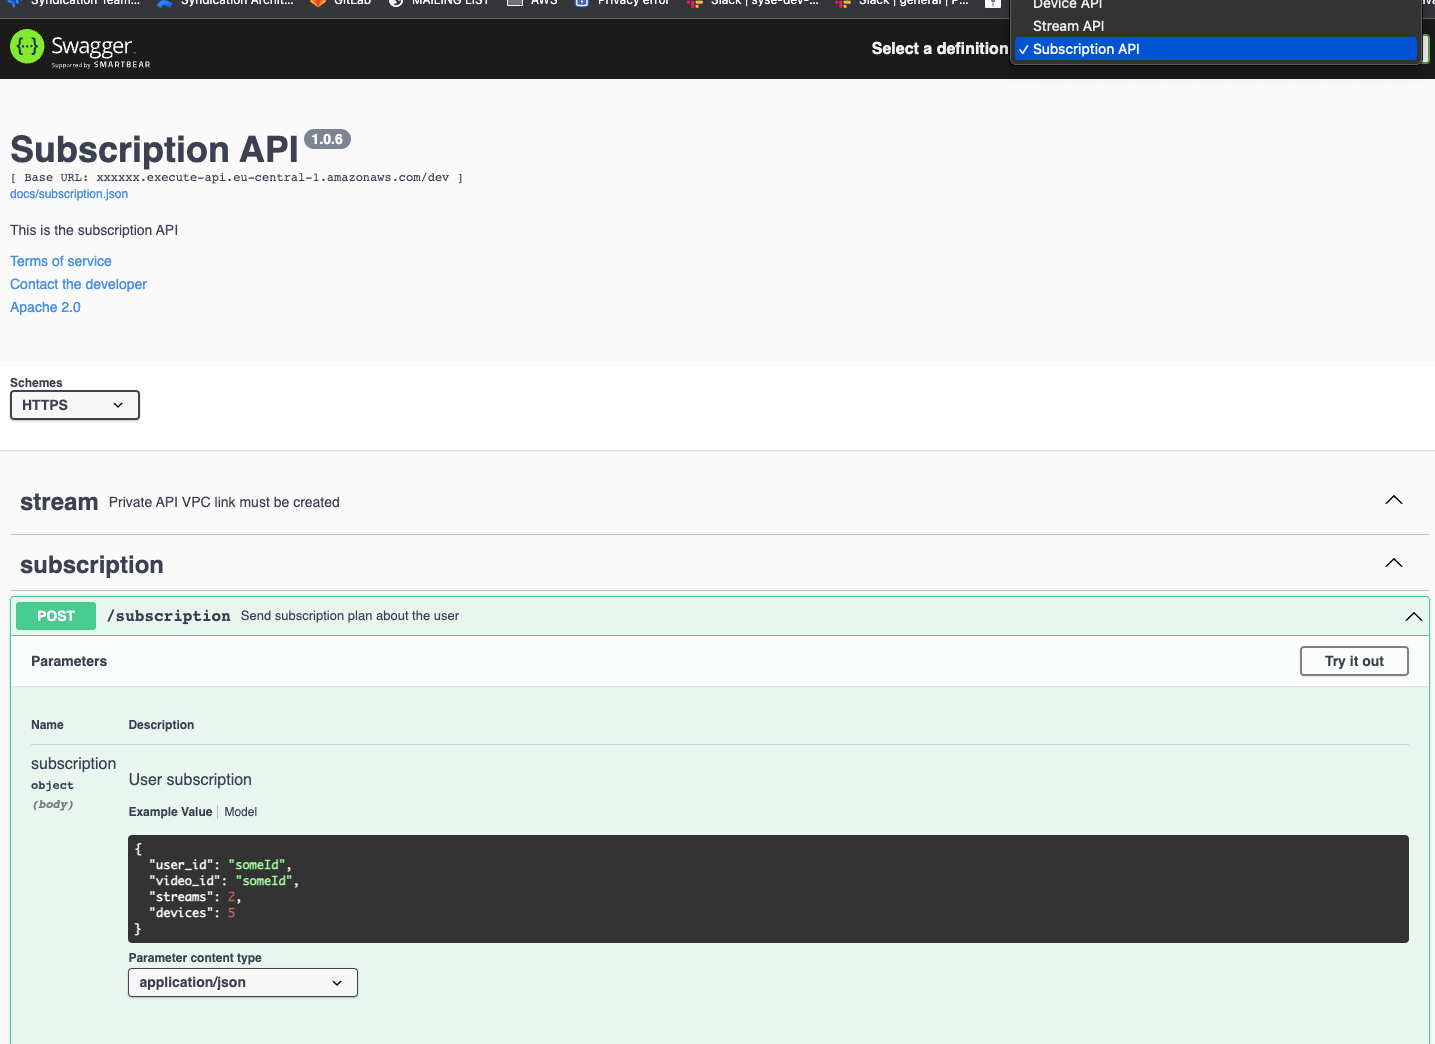 Syndication Team... Syndication Archit... GitLab MAILING LIST AWS Privacy error Slack | syse-dev-... Slack | general | P...
Device API
Stream API
Swagger
Supported by SMARTBEAR
Select a definition
✓ Subscription API
Subscription API 1.0.6
[ Base URL: xxxxxx.execute-api.eu-central-1.amazonaws.com/dev ]
docs/subscription.json
This is the subscription API
Terms of service
Contact the developer
Apache 2.0
Schemes
HTTPS
stream Private API VPC link must be created
subscription
POST /subscription Send subscription plan about the user
Parameters Try it out
Name Description
subscription
object
(body)
User subscription
Example Value Model
{
"user_id": "someId",
"video_id": "someId",
"streams": 2,
"devices": 5
}
Parameter content type
application/json